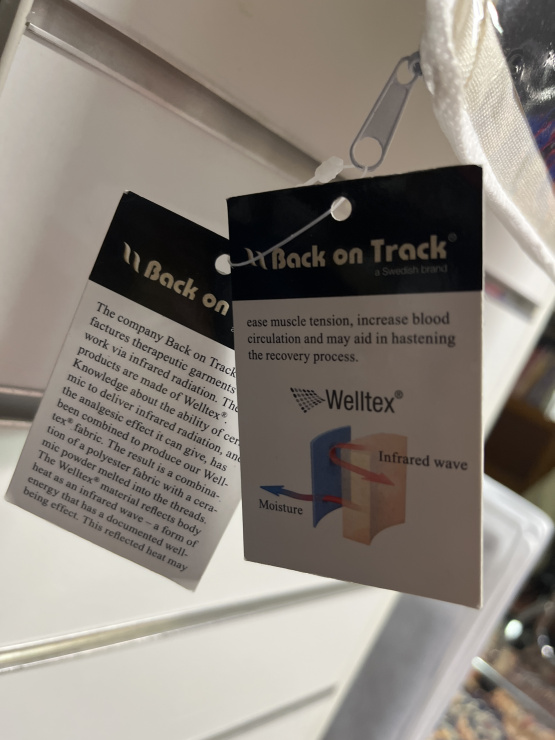 Back on
The company Back on Track
factures therapeutic garments
work via infrared radiation. The
products are made of Welltex®.
Knowledge about the ability of cer
mic to deliver infrared radiation, and
the analgesic effect it can give, has
been combined to produce our Well-
tex® fabric. The result is a combina-
tion of a polyester fabric with a cera-
mic powder melted into the threads.
The Welltex® material reflects body
heat as an infrared wave – a form of
energy that has a documented well-
being effect. This reflected heat may
Back on Track®
a Swedish brand
ease muscle tension, increase blood
circulation and may aid in hastening
the recovery process.
Welltex®
Infrared wave
Moisture